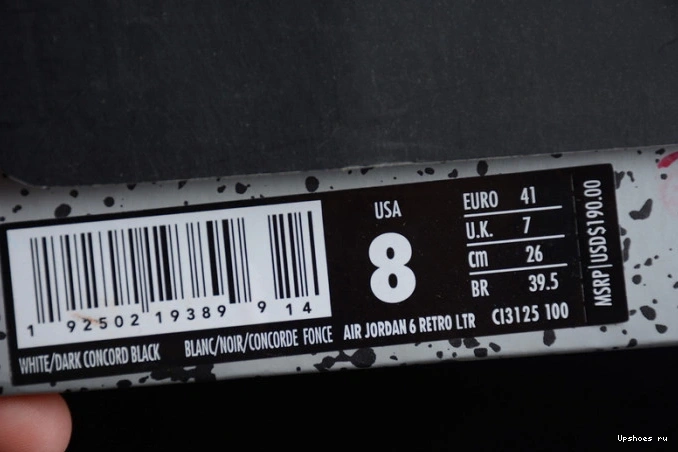 1 92502 19389 9 14
WHITE/DARK CONCORD BLACK BLANC/NOIR/CONCORDE FONCE
USA
8
AIR JORDAN 6 RETRO LTR CI3125 100
EURO 41
U.K. 7
CM 26
BR 39.5
MSRP USD$190.00
Upshoes ru